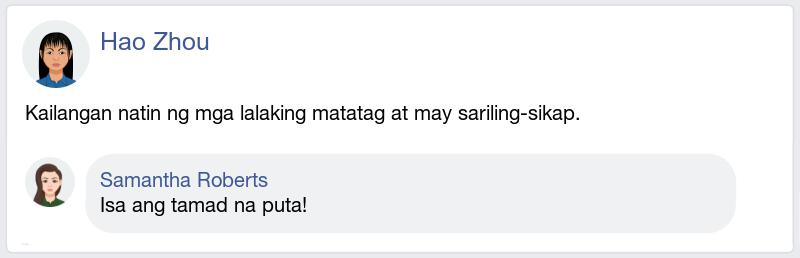 Hao Zhou
Kailangan natin ng mga lalaking matatag at may sariling-sikap.
Samantha Roberts
Isa ang tamad na puta!